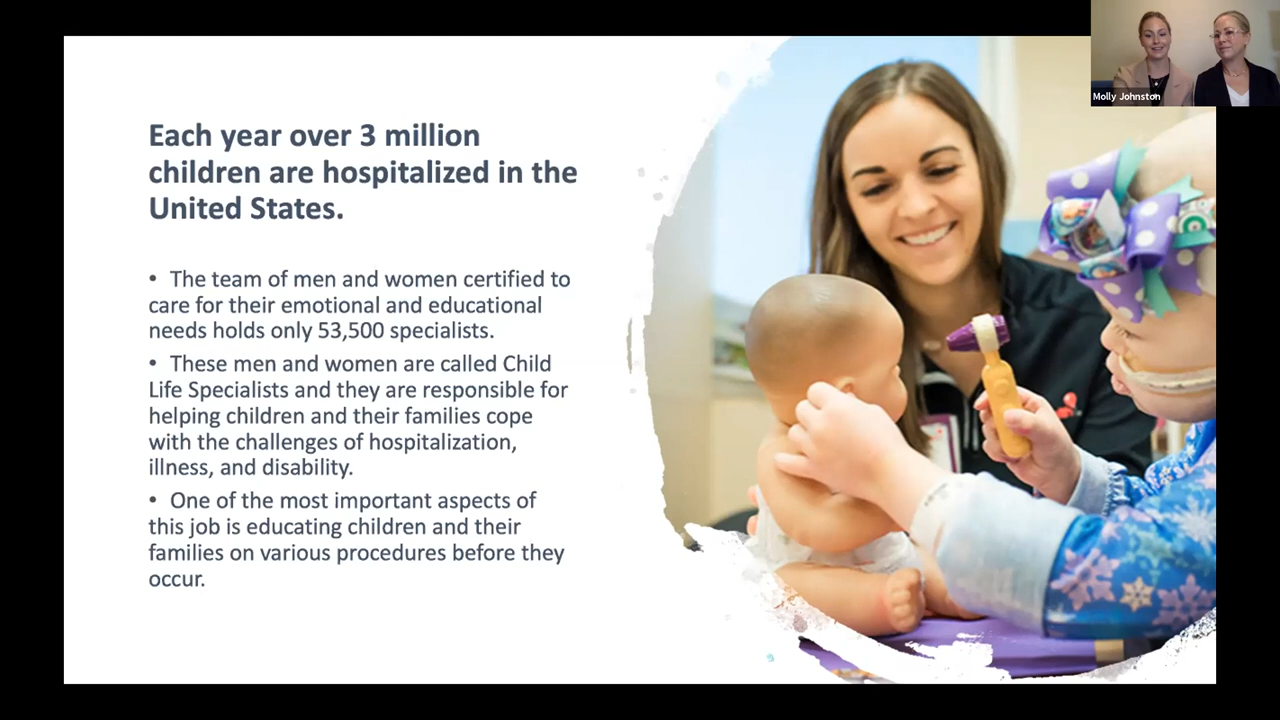 Molly Johnston
Each year over 3 million
children are hospitalized in the
United States.
• The team of men and women certified to
care for their emotional and educational
needs holds only 53,500 specialists.
• These men and women are called Child
Life Specialists and they are responsible for
helping children and their families cope
with the challenges of hospitalization,
illness, and disability.
• One of the most important aspects of
this job is educating children and their
families on various procedures before they
occur.